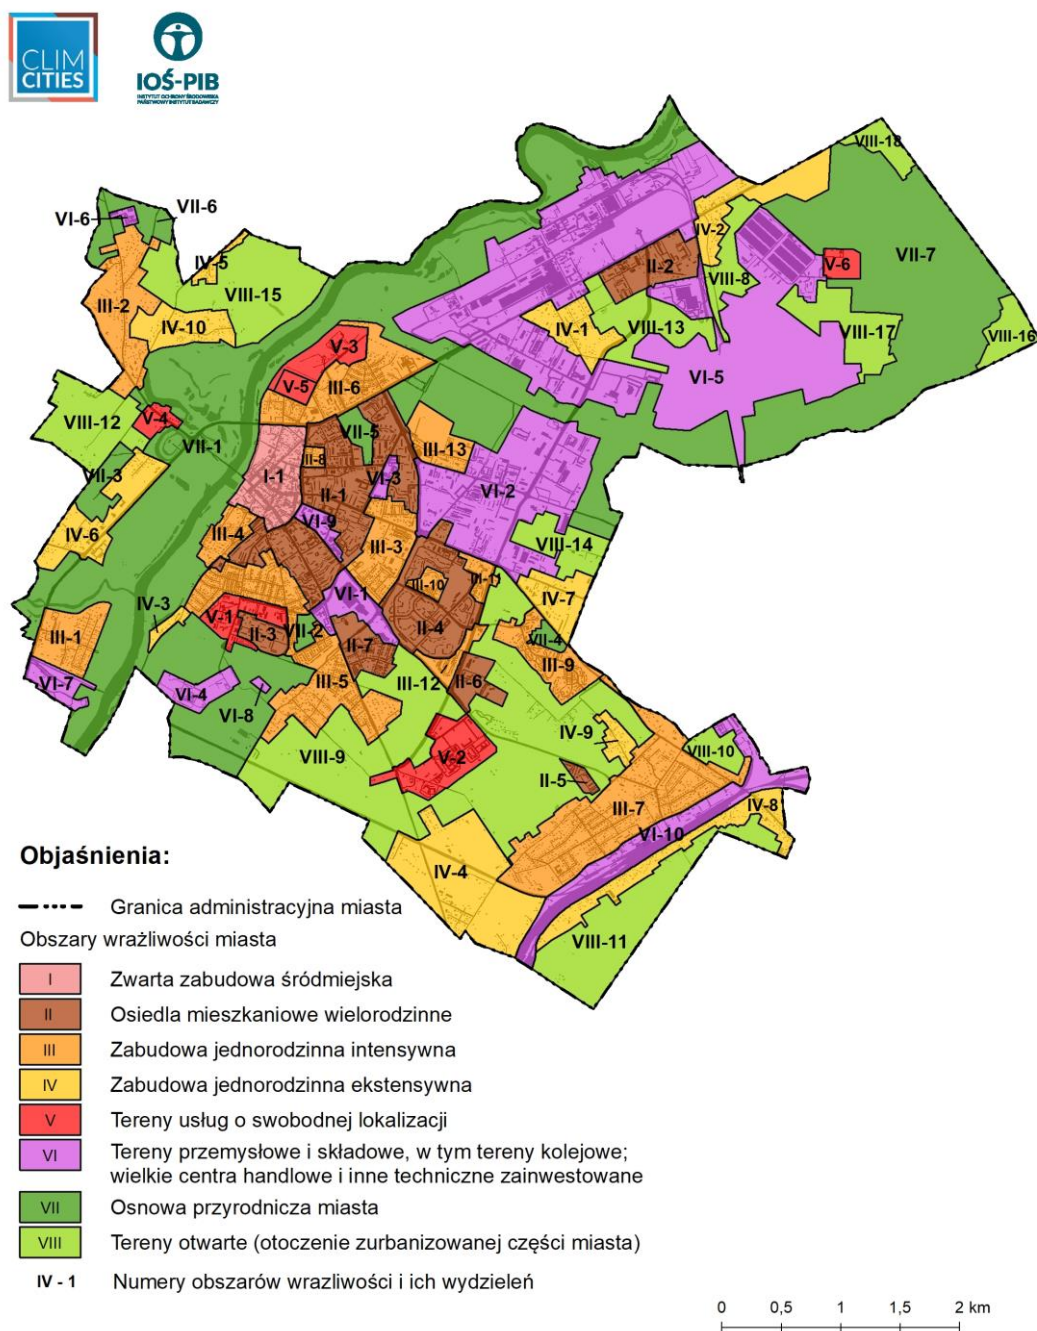 CLIM
CITIES
IOŚ-PIB
INSTYTUT OCHRONY ŚRODOWISKA
PAŃSTWOWY INSTYTUT BADAWCZY
VIII-18
VI-6
VII-6
IV-2
VII-7
IV-5
II-2
V-6
VIII-8
VIII-15
III-2
IV-10
IV-1
VIII-13
VIII-17
VIII-16
V-3
VI-5
V-5
III-6
VIII-12
V-4
VII-1
VII-5
III-13
VII-3
I-1
III-8
VI-3
VI-2
II-1
VI-9
IV-6
III-4
III-3
VIII-14
III-10
III-11
IV-3
VI-1
IV-7
V-1
II-3
VII-2
II-4
III-1
II-7
VII-4
III-9
VI-7
VI-4
III-5
III-12
II-6
VI-8
IV-9
VIII-9
V-2
VIII-10
II-5
III-7
IV-8
VI-10
IV-4
VIII-11
Objaśnienia:
Granica administracyjna miasta
Obszary wrażliwości miasta
I Zwarta zabudowa śródmiejska
II Osiedla mieszkaniowe wielorodzinne
III Zabudowa jednorodzinna intensywna
IV Zabudowa jednorodzinna ekstensywna
V Tereny usług o swobodnej lokalizacji
VI Tereny przemysłowe i składowe, w tym tereny kolejowe;
wielkie centra handlowe i inne techniczne zainwestowane
VII Osnowa przyrodnicza miasta
VIII Tereny otwarte (otoczenie zurbanizowanej części miasta)
IV - 1 Numery obszarów wrazliwości i ich wydzieleń
0 0,5 1 1,5 2 km